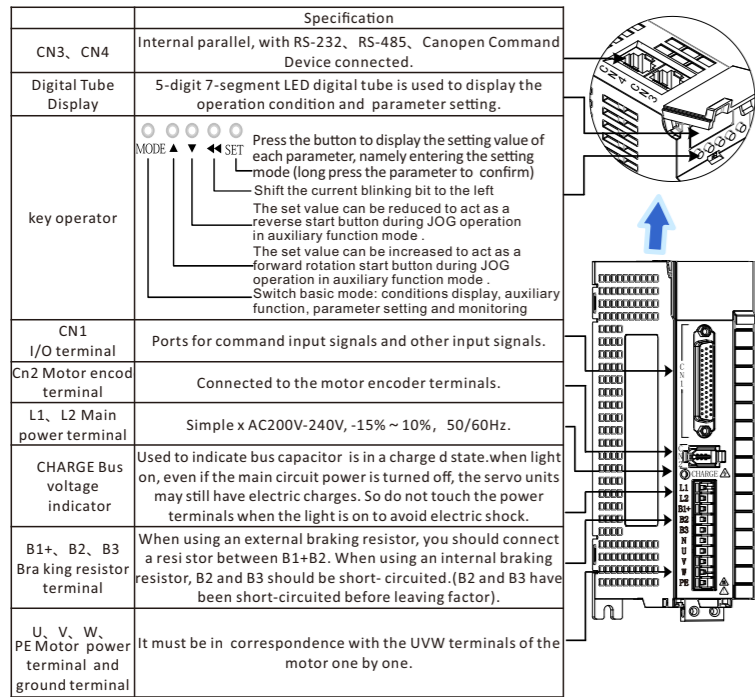 Specification
CN3、CN4
Internal parallel, with RS-232、RS-485、Canopen Command
Device connected.
Digital Tube
Display
5-digit 7-segment LED digital tube is used to display the
operation condition and parameter setting.
key operator
MODE ▲ ▼ ◀◀ SET
Press the button to display the setting value of
each parameter, namely entering the setting
mode (long press the parameter to confirm)
Shift the current blinking bit to the left
The set value can be reduced to act as a
reverse start button during JOG operation
in auxiliary function mode .
The set value can be increased to act as a
forward rotation start button during JOG
operation in auxiliary function mode .
Switch basic mode: conditions display, auxiliary
function, parameter setting and monitoring
CN1
I/O terminal
Ports for command input signals and other input signals.
Cn2 Motor encod
terminal
Connected to the motor encoder terminals.
L1、L2 Main
power terminal
Simple x AC200V-240V, -15% ~ 10%, 50/60Hz.
CHARGE Bus
voltage
indicator
Used to indicate bus capacitor is in a charge d state.when light
on, even if the main circuit power is turned off, the servo units
may still have electric charges. So do not touch the power
terminals when the light is on to avoid electric shock.
B1+、B2、B3
Bra king resistor
terminal
When using an external braking resistor, you should connect
a resi stor between B1+B2. When using an internal braking
resistor, B2 and B3 should be short- circuited.(B2 and B3 have
been short-circuited before leaving factor).
U、V、W、
PE Motor power
terminal and
ground terminal
It must be in correspondence with the UVW terminals of the
motor one by one.
CN4 CN3
CN1
CHARGE
L1
L2
B1+
B2
B3
N
U
V
W
PE